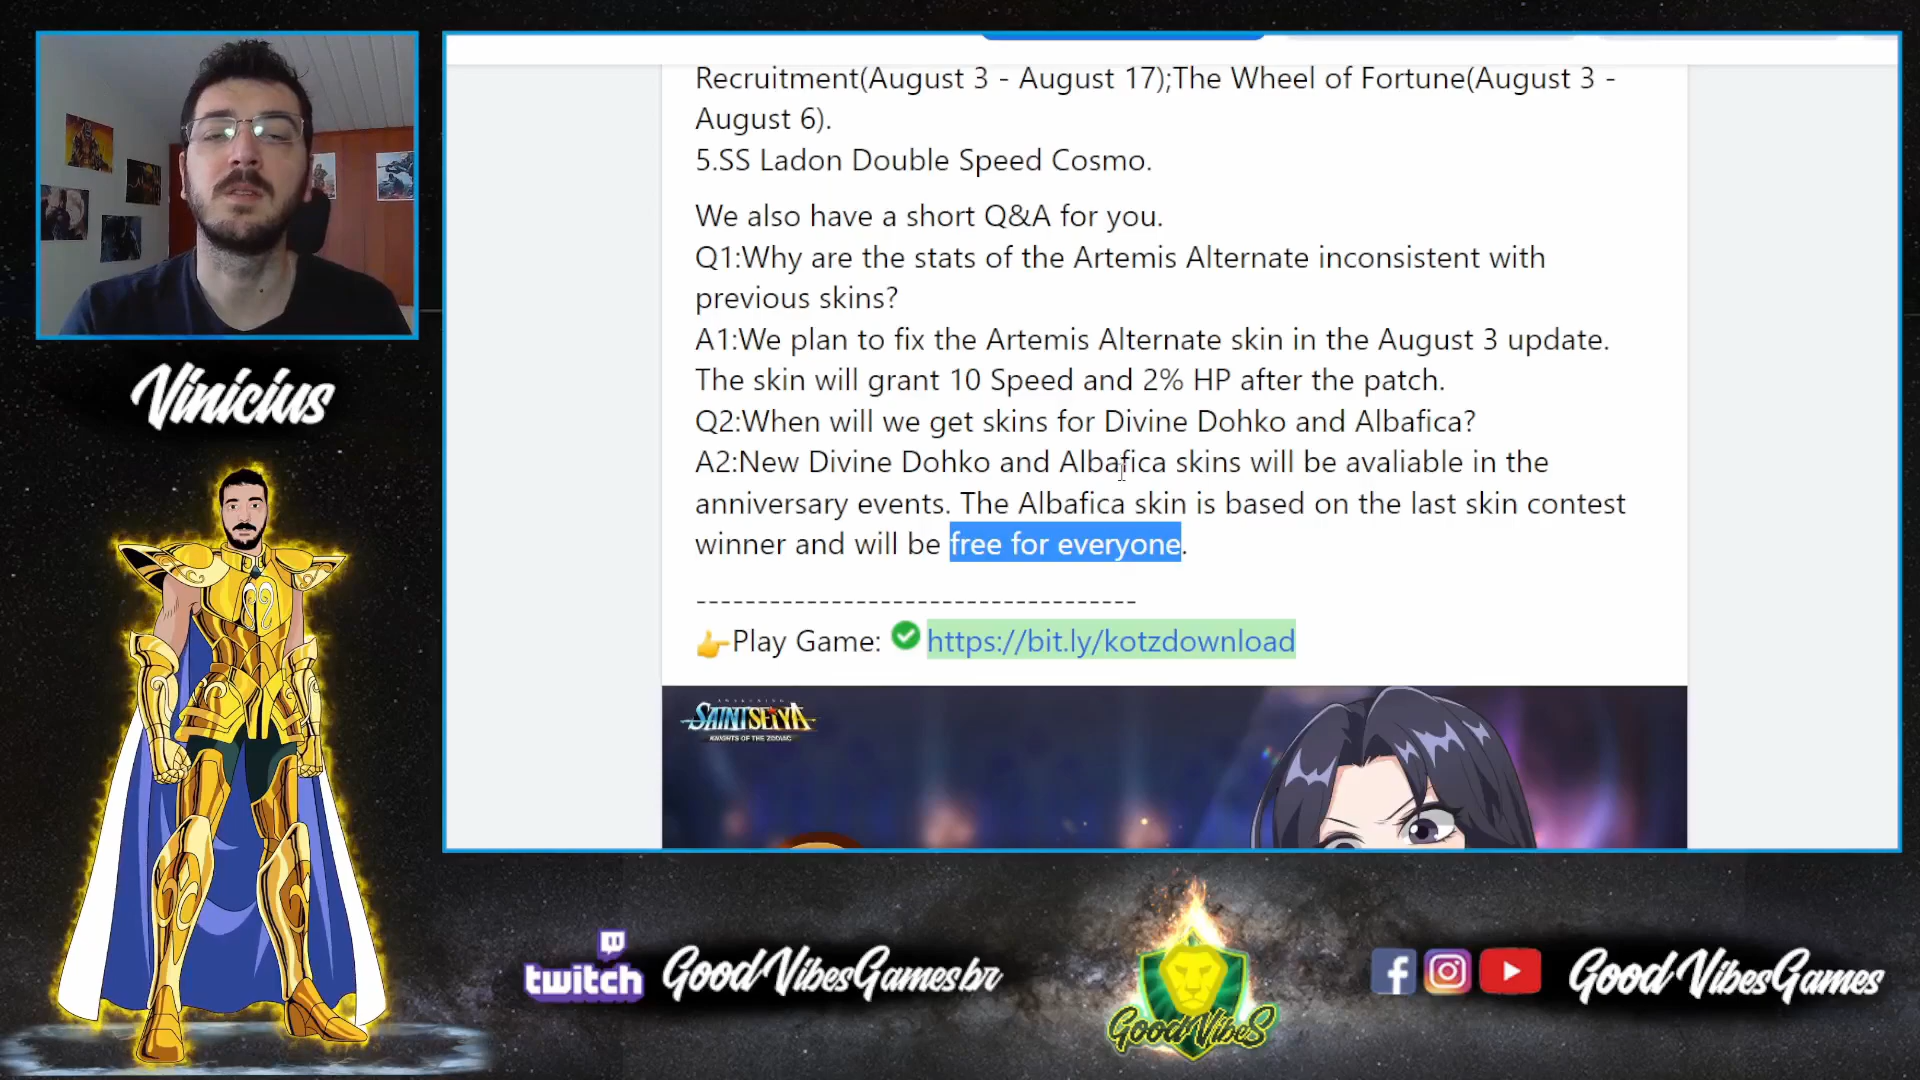 Recruitment(August 3 - August 17);The Wheel of Fortune(August 3 -
August 6).
5.SS Ladon Double Speed Cosmo.
We also have a short Q&A for you.
Q1:Why are the stats of the Artemis Alternate inconsistent with
previous skins?
A1:We plan to fix the Artemis Alternate skin in the August 3 update.
The skin will grant 10 Speed and 2% HP after the patch.
Q2:When will we get skins for Divine Dohko and Albafica?
A2:New Divine Dohko and Albafica skins will be avaliable in the
anniversary events. The Albafica skin is based on the last skin contest
winner and will be free for everyone.
-----------------------------------
👉Play Game: ✅ https://bit.ly/kotzdownload
AWAKENING
SAINT SEIYA
KNIGHTS OF THE ZODIAC
Vinicius
twitch GoodVibesGamesbr
GoodVibeS
GoodVibesGames